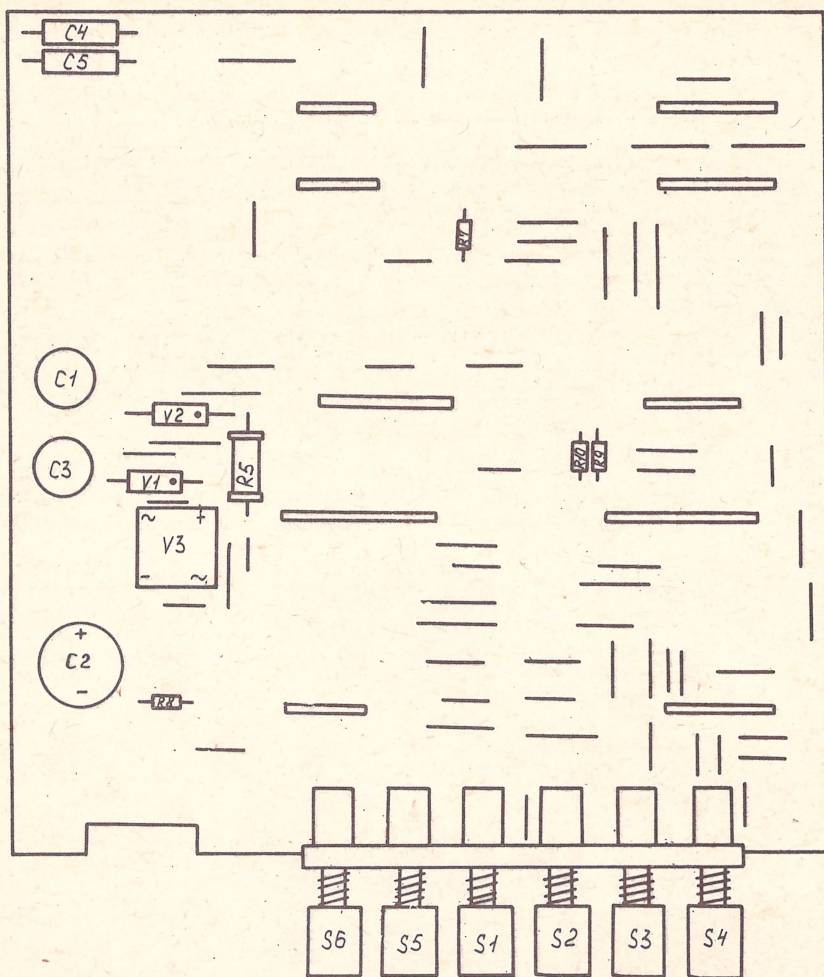 C4
C5
R7
C1
V2
C3
R5
R10
R9
V1
~ +
V3
- ~
+
C2
-
R8
S6 S5 S1 S2 S3 S4